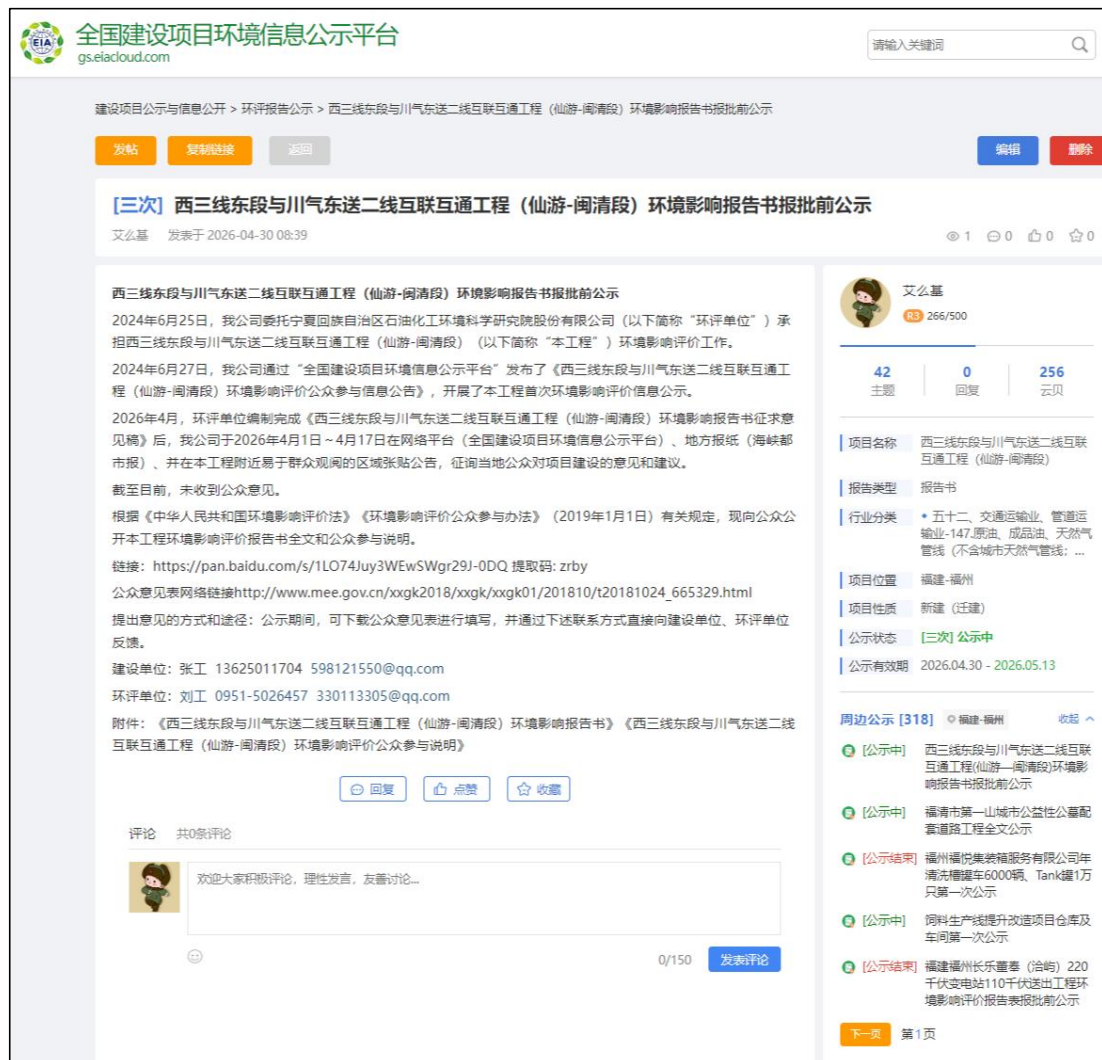 全国建设项目环境信息公示平台
gs.eiacloud.com
请输入关键词
建设项目公示与信息公开 > 环评报告公示 > 西三线东段与川气东送二线互联互通工程（仙游-闽清段）环境影响报告书报批前公示
发帖 复制链接 返回 编辑 删除
[三次] 西三线东段与川气东送二线互联互通工程（仙游-闽清段）环境影响报告书报批前公示
艾么基 发表于 2026-04-30 08:39
1 0 0 0
西三线东段与川气东送二线互联互通工程（仙游-闽清段）环境影响报告书报批前公示
2024年6月25日，我公司委托宁夏回族自治区石油化工环境科学研究院股份有限公司（以下简称“环评单位”）承
担西三线东段与川气东送二线互联互通工程（仙游-闽清段）（以下简称“本工程”）环境影响评价工作。
2024年6月27日，我公司通过“全国建设项目环境信息公示平台”发布了《西三线东段与川气东送二线互联互通工
程（仙游-闽清段）环境影响评价公众参与信息公告》，开展了本工程首次环境影响评价信息公示。
2026年4月，环评单位编制完成《西三线东段与川气东送二线互联互通工程（仙游-闽清段）环境影响报告书征求意
见稿》后，我公司于2026年4月1日～4月17日在网络平台（全国建设项目环境信息公示平台）、地方报纸（海峡都
市报）、并在本工程附近易于群众观阅的区域张贴公告，征询当地公众对项目建设的意见和建议。
截至目前，未收到公众意见。
根据《中华人民共和国环境影响评价法》《环境影响评价公众参与办法》（2019年1月1日）有关规定，现向公众公
开本工程环境影响评价报告书全文和公众参与说明。
链接：https://pan.baidu.com/s/1LO74Juy3WEwSWgr29J-0DQ 提取码: zrby
公众意见表网络链接http://www.mee.gov.cn/xxgk2018/xxgk/xxgk01/201810/t20181024_665329.html
提出意见的方式和途径：公示期间，可下载公众意见表进行填写，并通过下述联系方式直接向建设单位、环评单位
反馈。
建设单位：张工 13625011704 598121550@qq.com
环评单位：刘工 0951-5026457 330113305@qq.com
附件：《西三线东段与川气东送二线互联互通工程（仙游-闽清段）环境影响报告书》《西三线东段与川气东送二线
互联互通工程（仙游-闽清段）环境影响评价公众参与说明》
回复 点赞 收藏
评论 共0条评论
欢迎大家积极评论，理性发言，友善讨论...
0/150 发表评论
艾么基
R3 266/500
42 0 256
主题 回复 云贝
项目名称 西三线东段与川气东送二线互联
互通工程（仙游-闽清段）
报告类型 报告书
行业分类 五十二、交通运输业、管道运
输业-147.原油、成品油、天然气
管线（不含城市天然气管线；...
项目位置 福建-福州
项目性质 新建（迁建）
公示状态 [三次] 公示中
公示有效期 2026.04.30 - 2026.05.13
周边公示 [318] 福建-福州 收起
[公示中] 西三线东段与川气东送二线互联
互通工程(仙游—闽清段)环境影
响报告书报批前公示
[公示中] 福清市第一山城市公益性公墓配
套道路工程全文公示
[公示结束] 福州福悦集装箱服务有限公司年
清洗槽罐车6000辆、Tank罐1万
只第一次公示
[公示中] 饲料生产线提升改造项目仓库及
车间第一次公示
[公示结束] 福建福州长乐董奉（洽屿）220
千伏变电站110千伏送出工程环
境影响评价报告表报批前公示
下一页 第1页